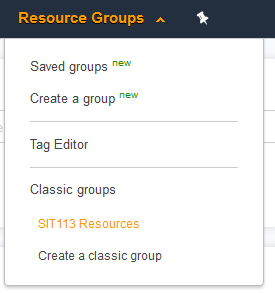 Resource Groups
Saved groups new
Create a group new
Tag Editor
Classic groups
SIT113 Resources
Create a classic group